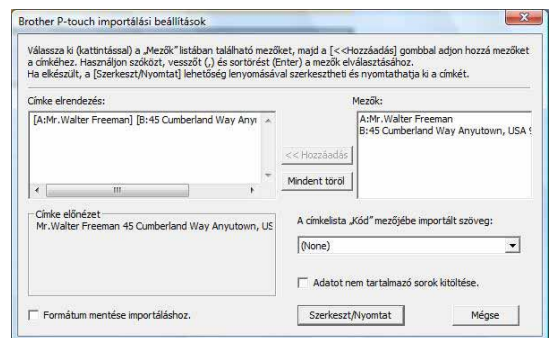 Brother P-touch importálási beállítások
Válassza ki (kattintással) a „Mezők” listában található mezőket, majd a [<<Hozzáadás] gombbal adjon hozzá mezőket
a címkéhez. Használjon szóközt, vesszőt (,) és sortörést (Enter) a mezők elválasztásához.
Ha elkészült, a [Szerkeszt/Nyomtat] lehetőség lenyomásával szerkesztheti és nyomtathatja ki a címkét.
Címke elrendezés:
[A:Mr.Walter Freeman] [B:45 Cumberland Way Anyu
<< Hozzáadás
Mindent töröl
Mezők:
A:Mr.Walter Freeman
B:45 Cumberland Way Anyutown, USA 9
Címke előnézet
Mr.Walter Freeman 45 Cumberland Way Anyutown, US
A címkelista „Kód” mezőjébe importált szöveg:
(None)
Adatot nem tartalmazó sorok kitöltése.
Formátum mentése importáláshoz.
Szerkeszt/Nyomtat
Mégse